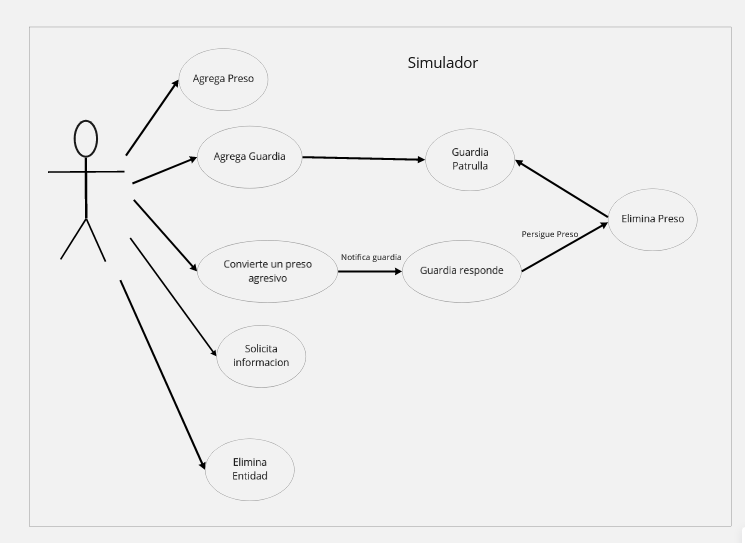 Simulador
Agrega Preso
Agrega Guardia
Guardia
Patrulla
Elimina Preso
Persigue Preso
Notifica guardia
Convierte un preso
agresivo
Guardia responde
Solicita
informacion
Elimina
Entidad